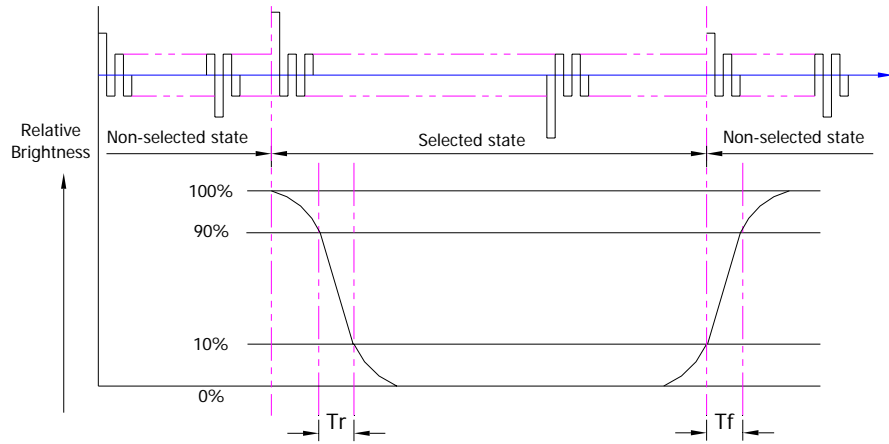 Relative
Brightness
Non-selected state
Selected state
Non-selected state
100%
90%
10%
0%
Tr
Tf